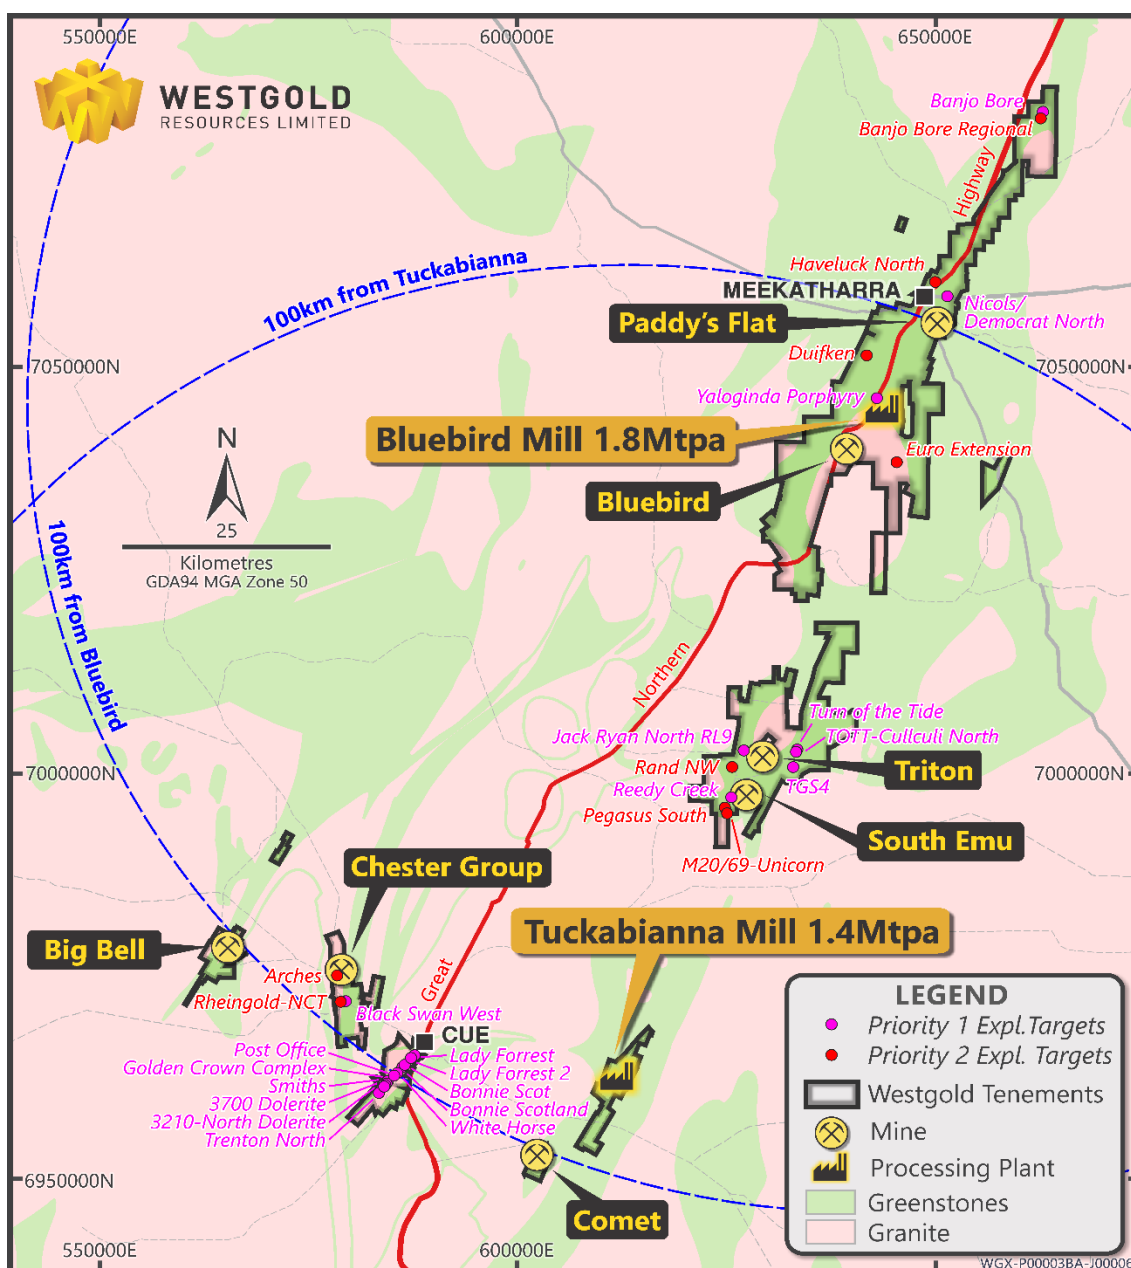 550000E
600000E
650000E
WESTGOLD
RESOURCES LIMITED
Banjo Bore
Banjo Bore Regional
Highway
100km from Tuckabianna
Haveluck North
MEEKATHARRA
Nicols/
Democrat North
Paddy's Flat
Duifken
7050000N
7050000N
Yaloginda Porphyry
Bluebird Mill 1.8Mtpa
Euro Extension
Bluebird
N
25
Kilometres
GDA94 MGA Zone 50
100km from Bluebird
Northern
Turn of the Tide
Jack Ryan North RL9
TOTT-Cullculi North
Rand NW
Triton
7000000N
7000000N
Reedy Creek
TGS4
Pegasus South
South Emu
M20/69-Unicorn
Chester Group
Tuckabianna Mill 1.4Mtpa
Big Bell
Arches
Rheingold-NCT
Great
Black Swan West
CUE
Post Office
Golden Crown Complex
Smiths
3700 Dolerite
3210-North Dolerite
Trenton North
Lady Forrest
Lady Forrest 2
Bonnie Scot
Bonnie Scotland
White Horse
6950000N
Comet
LEGEND
Priority 1 Expl.Targets
Priority 2 Expl. Targets
Westgold Tenements
Mine
Processing Plant
Greenstones
Granite
550000E
600000E
WGX-P00003BA-J00006